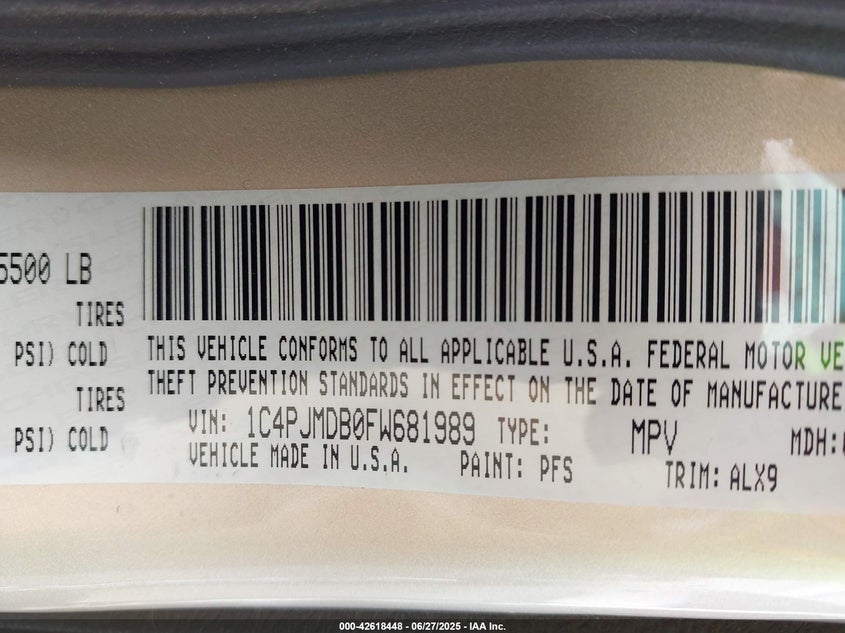 5500 LB
TIRES
PSI) COLD
TIRES
PSI) COLD
THIS VEHICLE CONFORMS TO ALL APPLICABLE U.S.A. FEDERAL MOTOR VE
THEFT PREVENTION STANDARDS IN EFFECT ON THE DATE OF MANUFACTURE
VIN: 1C4PJMDB0FW681989 TYPE: MPV MDH:
VEHICLE MADE IN U.S.A. PAINT: PFS TRIM: ALX9
000-42618448 - 06/27/2025 - IAA Inc.